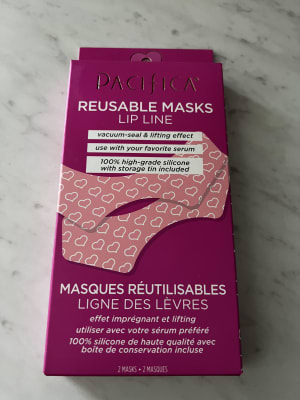 PACIFICA
REUSABLE MASKS
LIP LINE
vacuum-seal & lifting effect
use with your favorite serum
100% high-grade silicone
with storage tin included
MASQUES RÉUTILISABLES
LIGNE DES LÈVRES
effet imprégnant et lifting
utiliser avec votre sérum préféré
100% silicone de haute qualité avec
boîte de conservation incluse
2 MASKS • 2 MASQUES